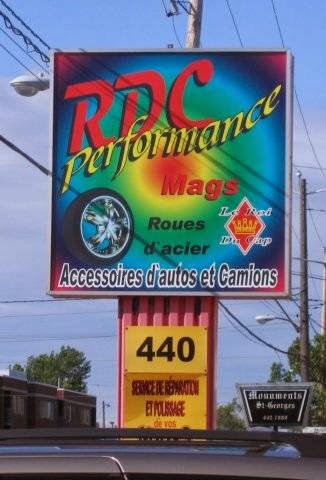 RDC
Performance
Mags
Roues
d'acier
Le Roi
Du Cap
Accessoires d'autos et Camions
440
SERVICE DE RÉPARATION
ET POLISSAGE
de vos
Monuments
St-Georges